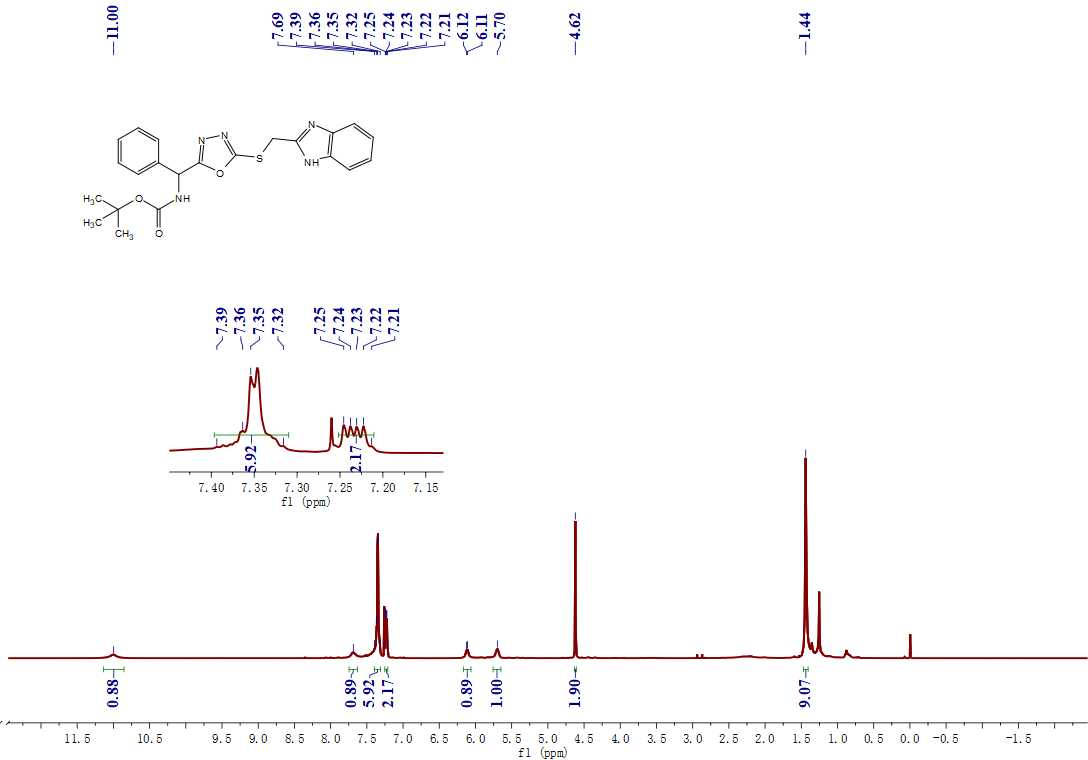 11.00
7.69
7.39
7.36
7.35
7.32
7.25
7.24
7.23
7.22
7.21
6.12
6.11
5.70
4.62
1.44
N
N
N
S
NH
O
H₃C
O
NH
H₃C
CH₃
O
7.39
7.36
7.35
7.32
7.25
7.24
7.23
7.22
7.21
5.92
2.17
7.40 7.35 7.30 7.25 7.20 7.15
f1 (ppm)
0.88
0.89
5.92
2.17
0.89
1.00
1.90
9.07
11.5 10.5 9.5 9.0 8.5 8.0 7.5 7.0 6.5 6.0 5.5 5.0 4.5 4.0 3.5 3.0 2.5 2.0 1.5 1.0 0.5 0.0 -0.5 -1.5
f1 (ppm)